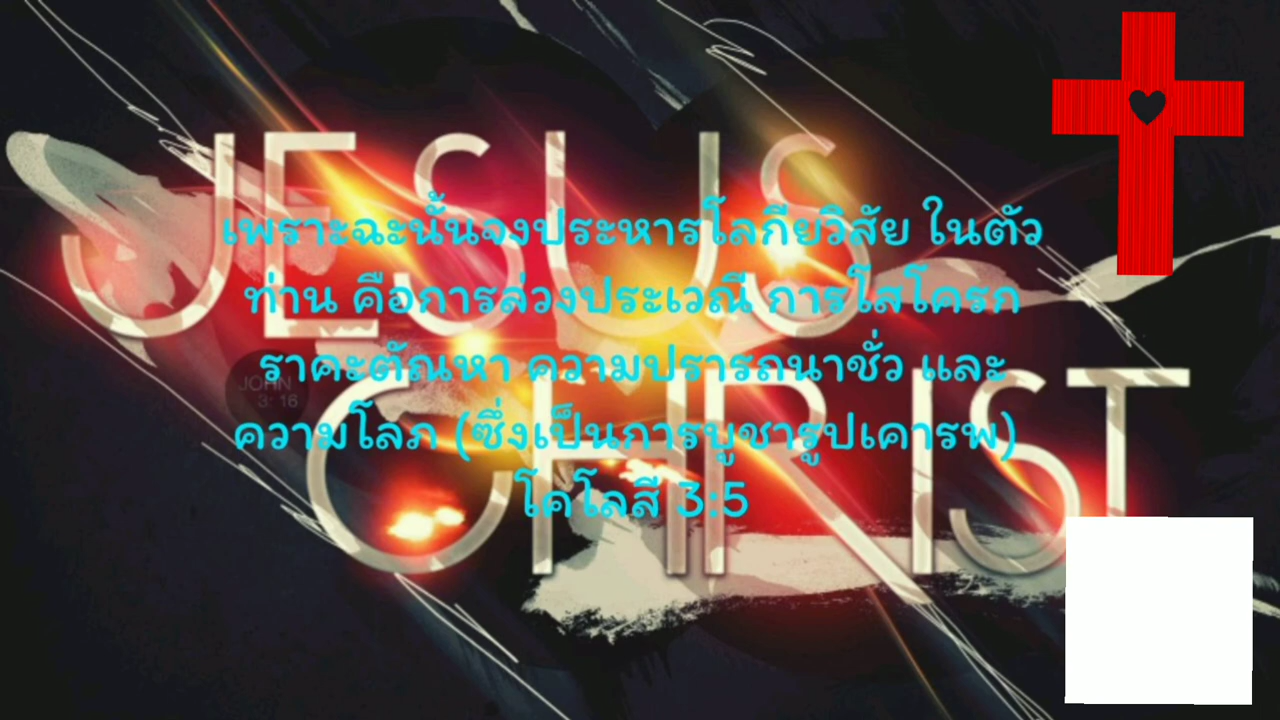 JESUS
เพราะฉะนั้นจงประหารโลกียวิสัย ในตัว
ท่าน คือการล่วงประเวณี การโสโครก
ราคะตัณหา ความปรารถนาชั่ว และ
ความโลภ (ซึ่งเป็นการบูชารูปเคารพ)
โคโลสี 3:5
JOHN
3: 16
CHRIST